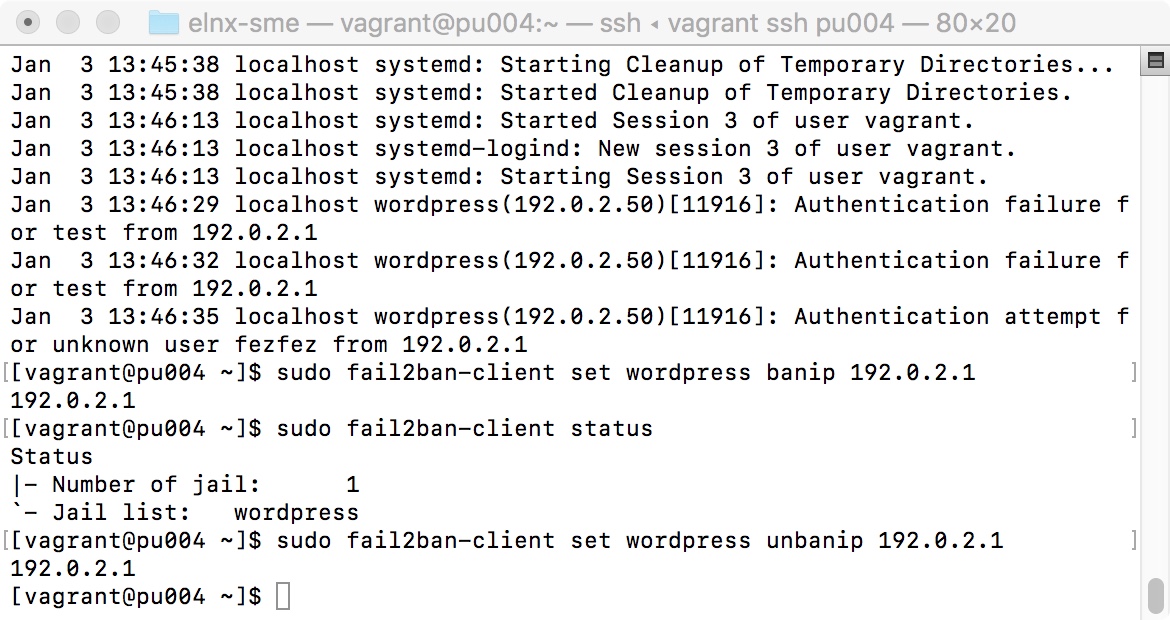 elnx-sme — vagrant@pu004:~ — ssh ◂ vagrant ssh pu004 — 80×20
Jan  3 13:45:38 localhost systemd: Starting Cleanup of Temporary Directories...
Jan  3 13:45:38 localhost systemd: Started Cleanup of Temporary Directories.
Jan  3 13:46:13 localhost systemd: Started Session 3 of user vagrant.
Jan  3 13:46:13 localhost systemd-logind: New session 3 of user vagrant.
Jan  3 13:46:13 localhost systemd: Starting Session 3 of user vagrant.
Jan  3 13:46:29 localhost wordpress(192.0.2.50)[11916]: Authentication failure f
or test from 192.0.2.1
Jan  3 13:46:32 localhost wordpress(192.0.2.50)[11916]: Authentication failure f
or test from 192.0.2.1
Jan  3 13:46:35 localhost wordpress(192.0.2.50)[11916]: Authentication attempt f
or unknown user fezfez from 192.0.2.1
[[vagrant@pu004 ~]$ sudo fail2ban-client set wordpress banip 192.0.2.1 ]
192.0.2.1
[[vagrant@pu004 ~]$ sudo fail2ban-client status ]
Status
|- Number of jail:      1
`- Jail list:   wordpress
[[vagrant@pu004 ~]$ sudo fail2ban-client set wordpress unbanip 192.0.2.1 ]
192.0.2.1
[vagrant@pu004 ~]$